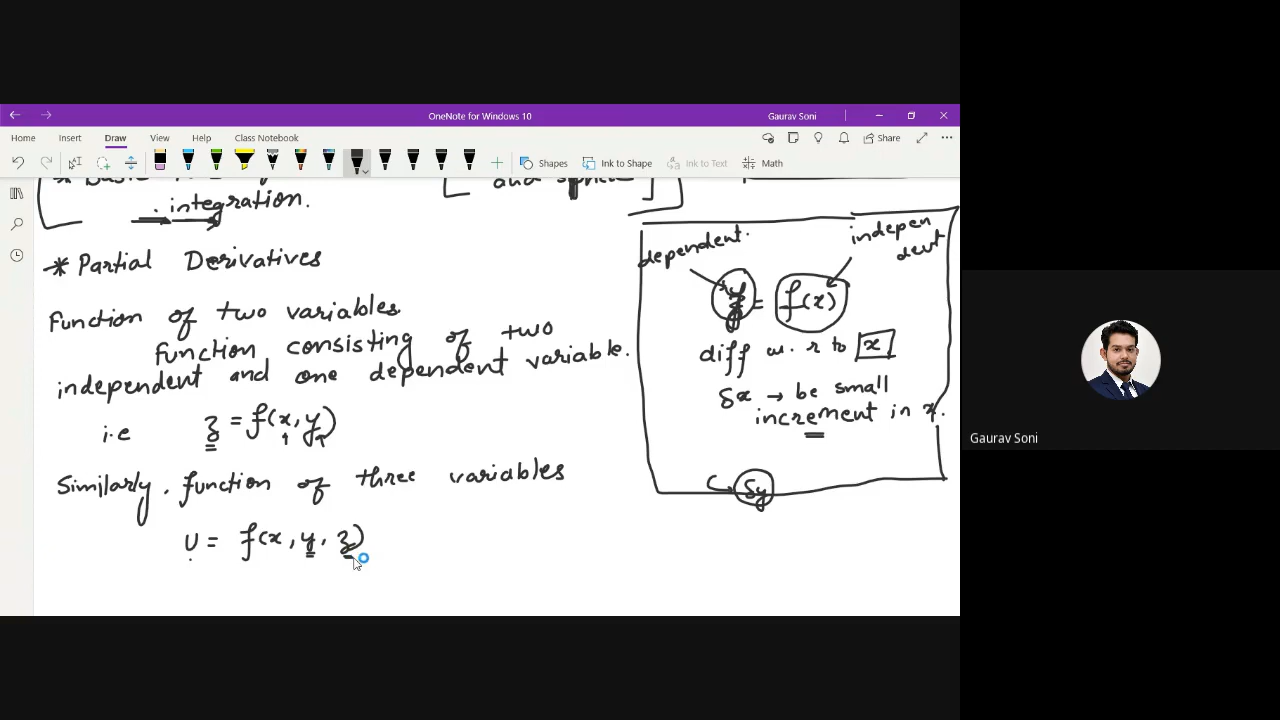 OneNote for Windows 10
Gaurav Soni
Home Insert Draw View Help Class Notebook
Share
Shapes Ink to Shape Ink to Text Math
integration.
* Partial Derivatives
Function of two variables
function consisting of two
independent and one dependent variable.
i.e z = f(x, y)
Similarly, function of three variables
U = f(x, y, z)
dependent.
indepen
dent
y = f(x)
diff w.r to x
δx → be small
increment in x.
δy
Gaurav Soni